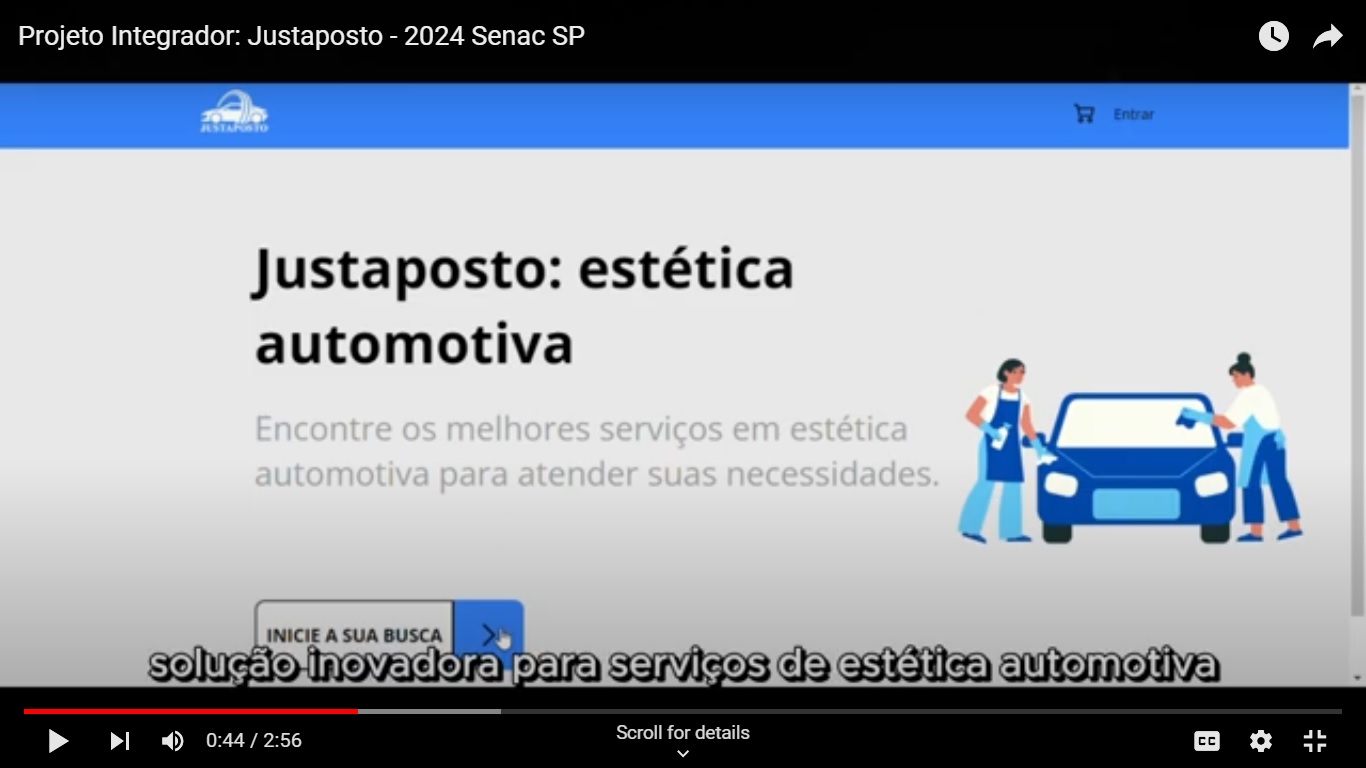 Projeto Integrador: Justaposto - 2024 Senac SP
JUSTAPOSTO
Entrar
Justaposto: estética
automotiva
Encontre os melhores serviços em estética
automotiva para atender suas necessidades.
INICIE A SUA BUSCA
solução inovadora para serviços de estética automotiva
0:44 / 2:56
Scroll for details
CC